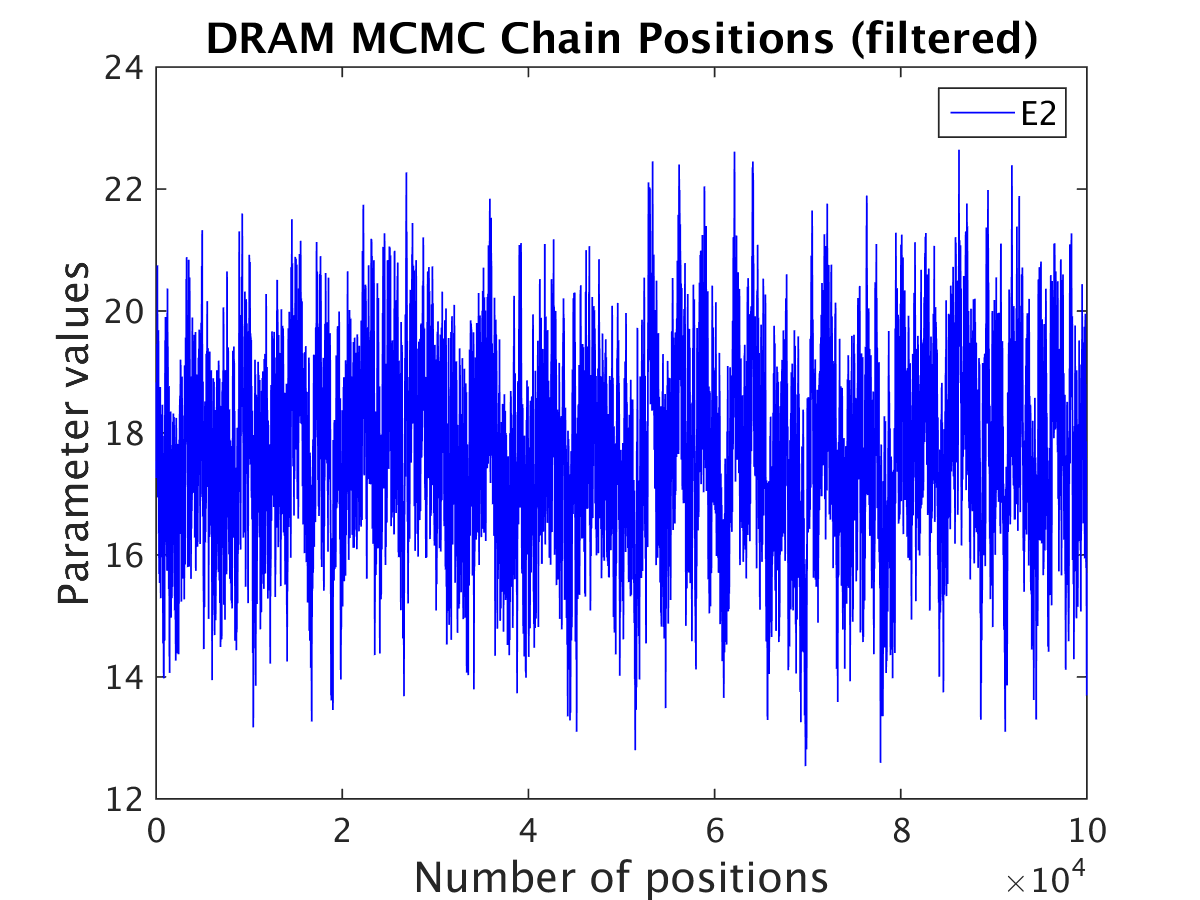 DRAM MCMC Chain Positions (filtered)
24
E2
22
20
18
16
14
12
Parameter values
0 2 4 6 8 10
Number of positions
×10^4